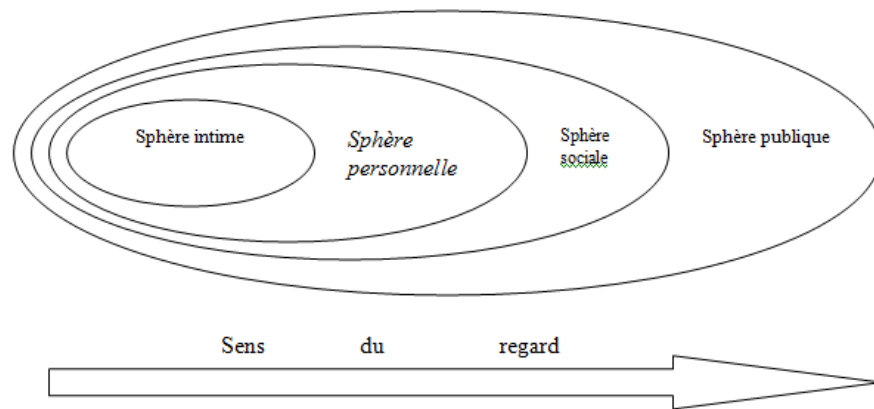 Sphère intime
Sphère
personnelle
Sphère
sociale
Sphère publique
Sens du regard